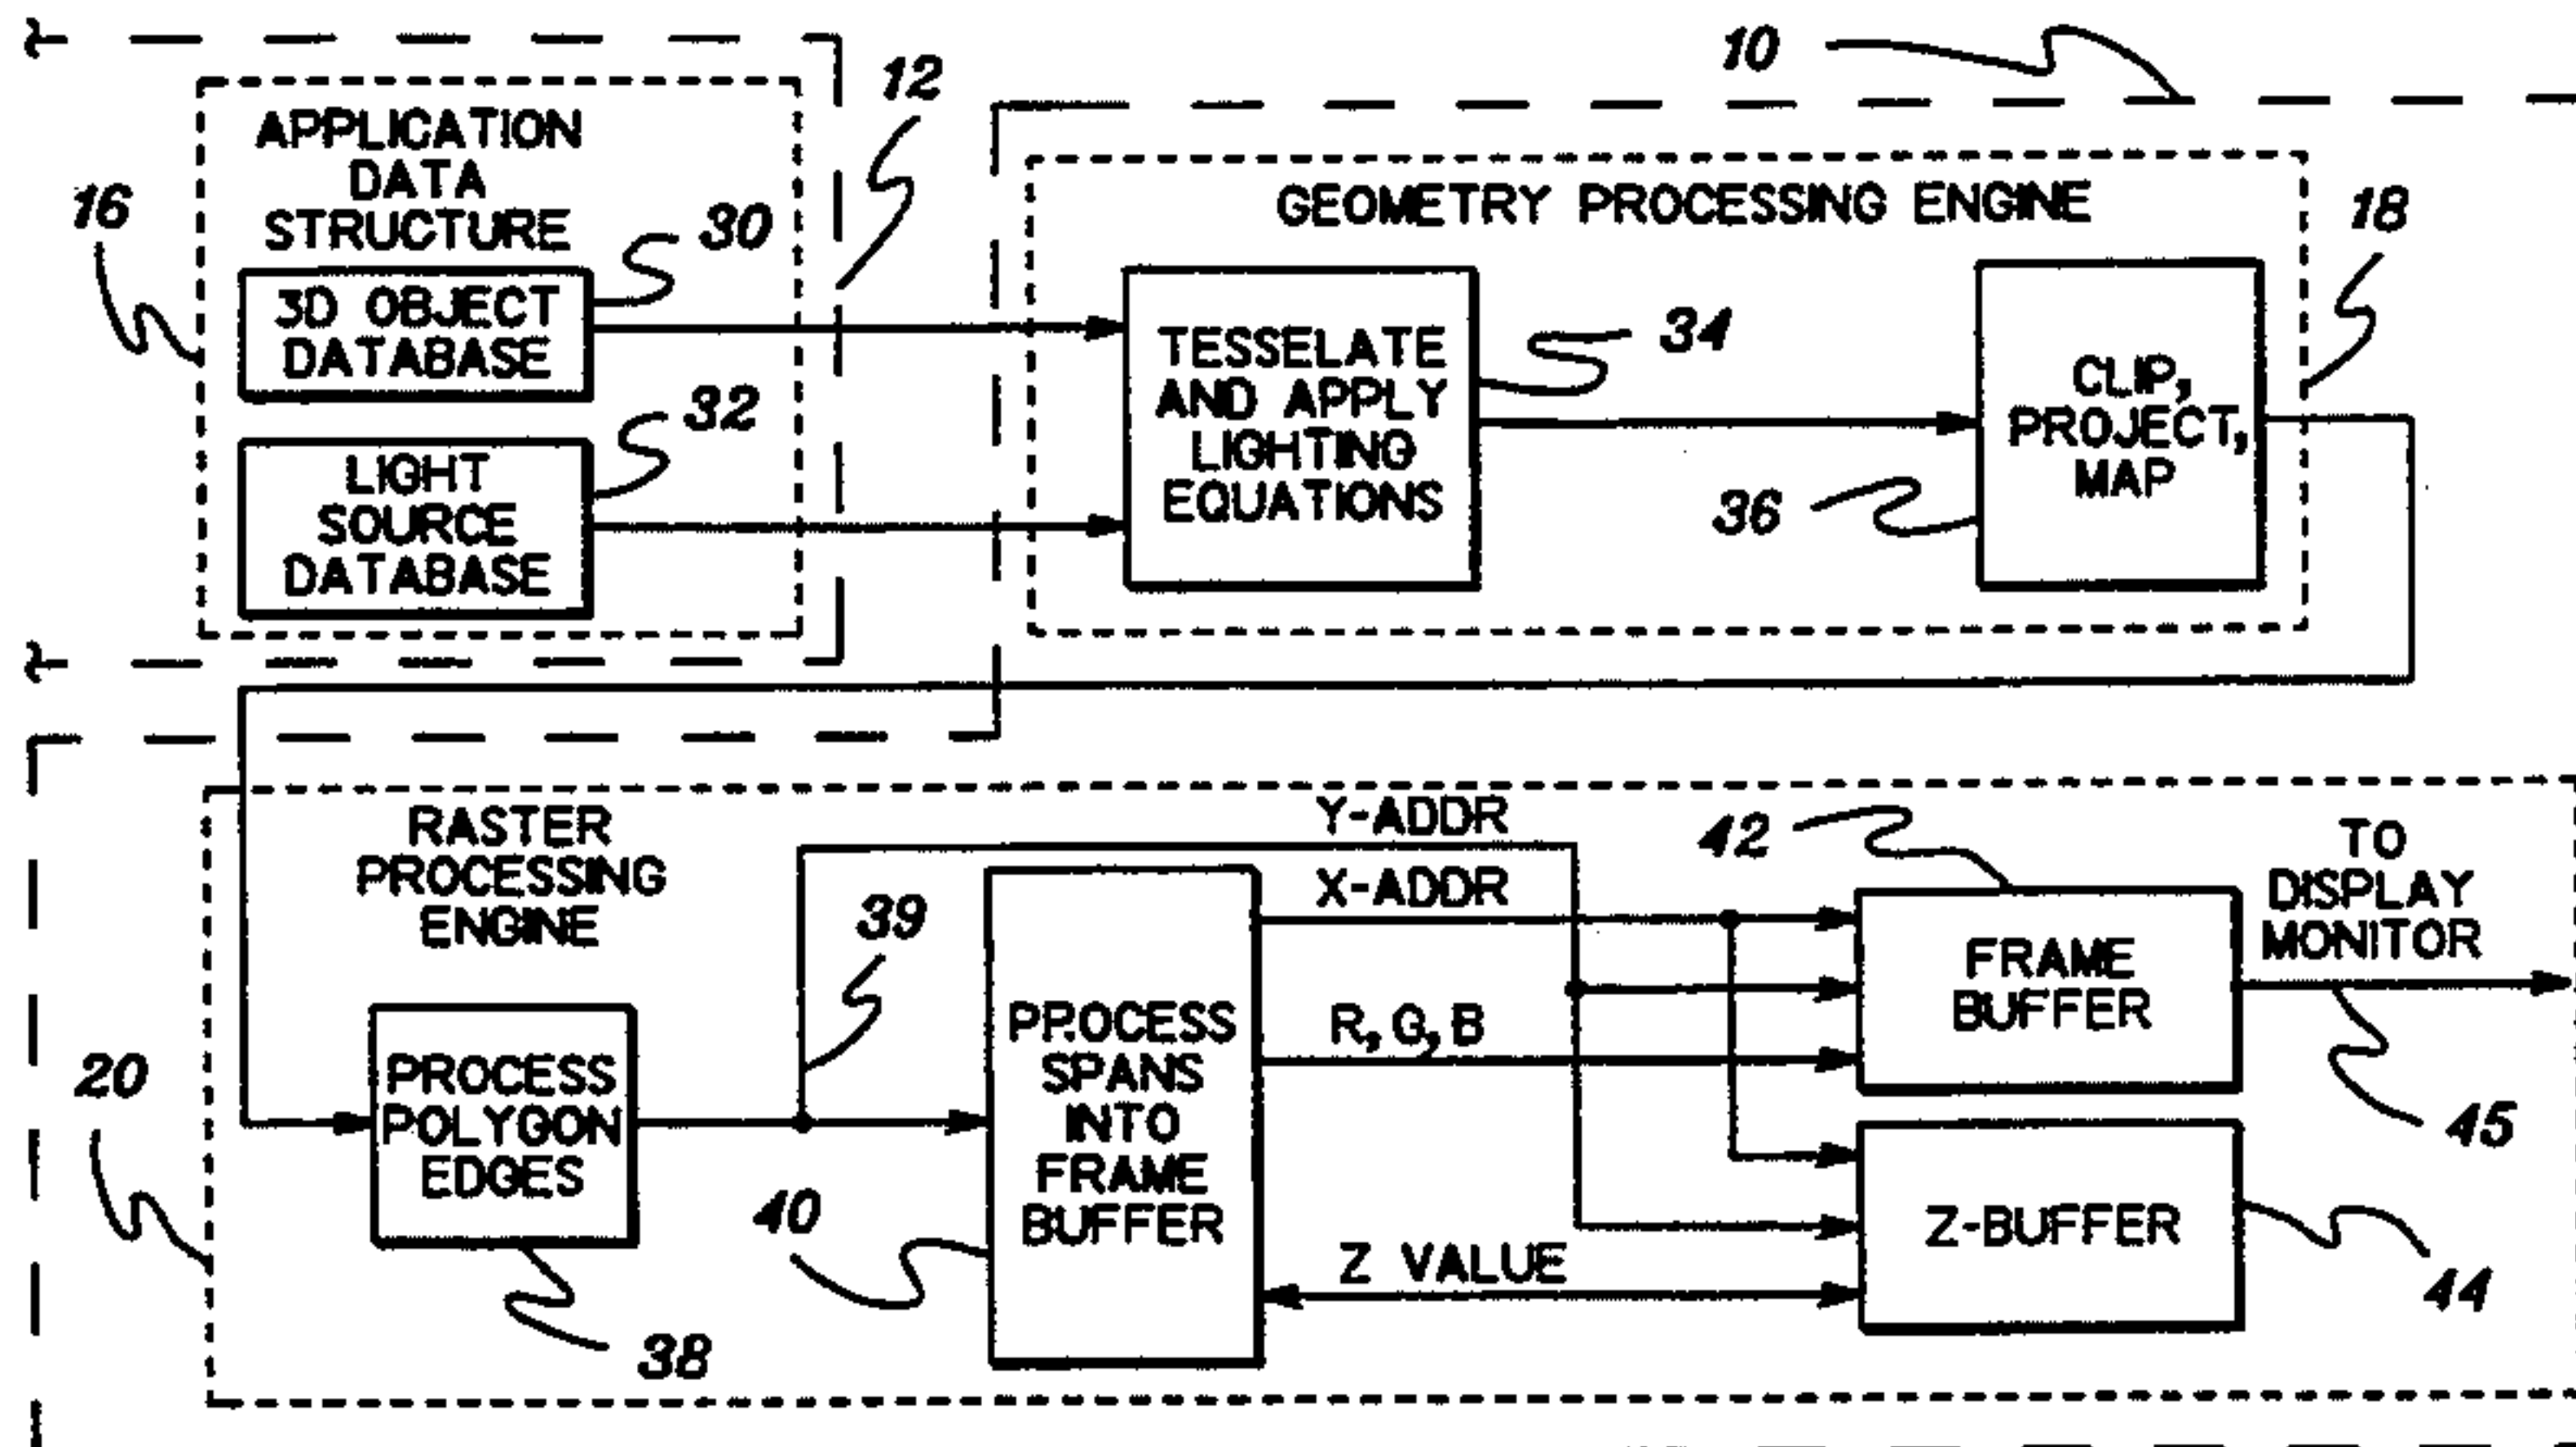 10
12
APPLICATION
DATA
STRUCTURE
16
30
3D OBJECT
DATABASE
32
LIGHT
SOURCE
DATABASE
GEOMETRY PROCESSING ENGINE
18
34
TESSELATE
AND APPLY
LIGHTING
EQUATIONS
CLIP,
PROJECT,
MAP
36
RASTER
PROCESSING
ENGINE
20
PROCESS
POLYGON
EDGES
38
39
40
PROCESS
SPANS
INTO
FRAME
BUFFER
Y-ADDR
X-ADDR
R, G, B
Z VALUE
42
FRAME
BUFFER
TO
DISPLAY
MONITOR
45
Z-BUFFER
44